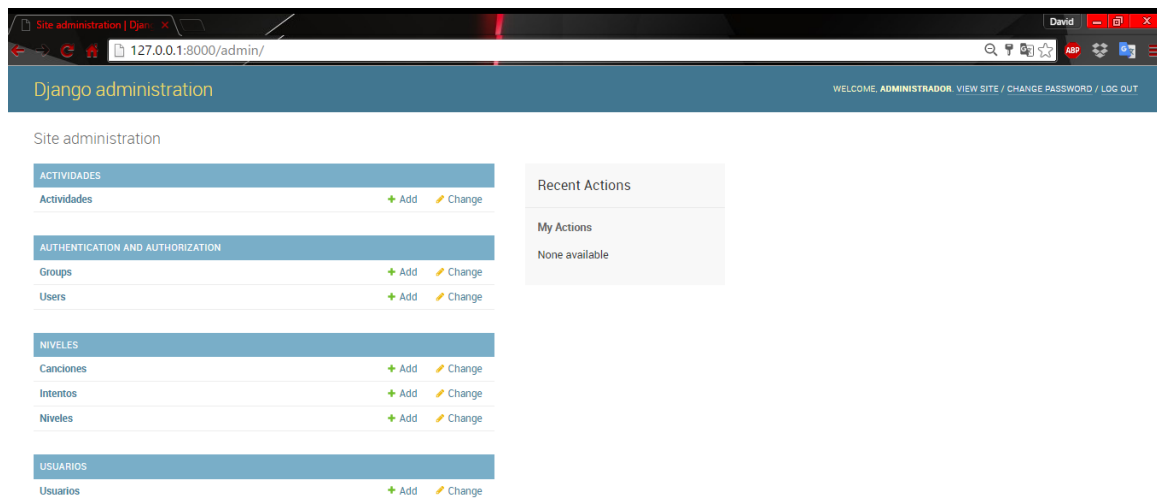 Site administration | Djan
David
127.0.0.1:8000/admin/
ABP
Django administration
WELCOME, ADMINISTRADOR. VIEW SITE / CHANGE PASSWORD / LOG OUT
Site administration
ACTIVIDADES
Actividades + Add Change
AUTHENTICATION AND AUTHORIZATION
Groups + Add Change
Users + Add Change
NIVELES
Canciones + Add Change
Intentos + Add Change
Niveles + Add Change
USUARIOS
Usuarios + Add Change
Recent Actions
My Actions
None available